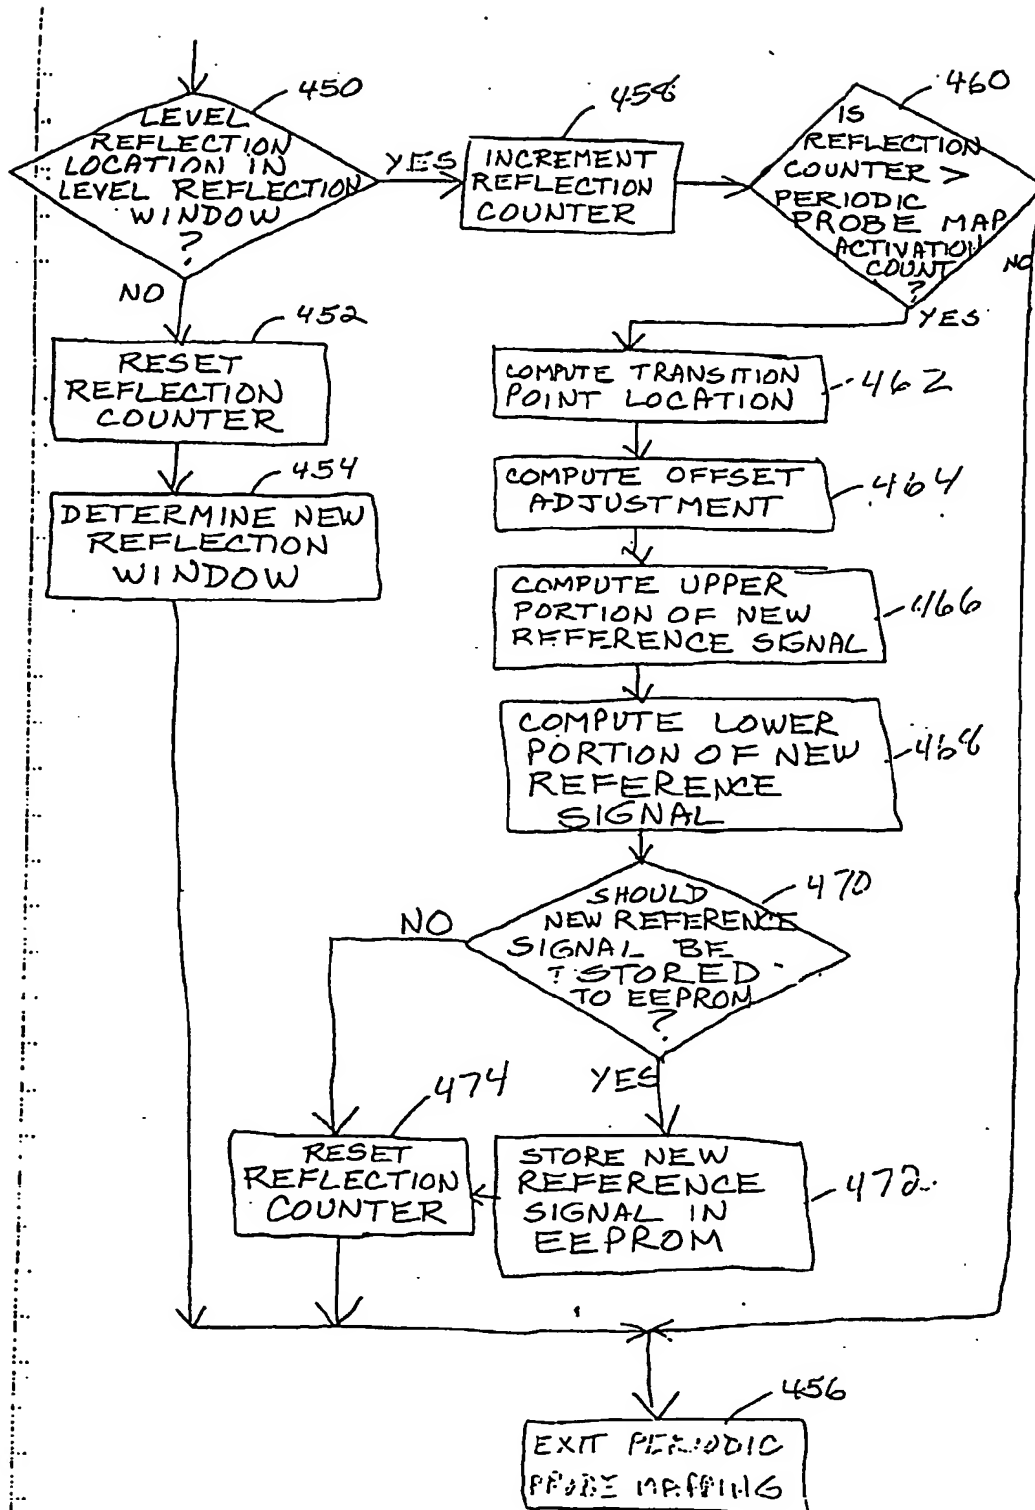 450
LEVEL
REFLECTION
LOCATION IN
LEVEL REFLECTION
WINDOW
?
YES
NO
458
INCREMENT
REFLECTION
COUNTER
460
IS
REFLECTION
COUNTER >
PERIODIC
PROBE MAP
ACTIVATION
COUNT
?
NO
YES
452
RESET
REFLECTION
COUNTER
454
DETERMINE NEW
REFLECTION
WINDOW
COMPUTE TRANSITION
POINT LOCATION
462
COMPUTE OFFSET
ADJUSTMENT
464
COMPUTE UPPER
PORTION OF NEW
REFERENCE SIGNAL
466
COMPUTE LOWER
PORTION OF NEW
REFERENCE
SIGNAL
468
470
SHOULD
NEW REFERENCE
SIGNAL BE
STORED
TO EEPROM
?
NO
YES
474
RESET
REFLECTION
COUNTER
STORE NEW
REFERENCE
SIGNAL IN
EEPROM
472
456
EXIT PERIODIC
PROBE MAPPING